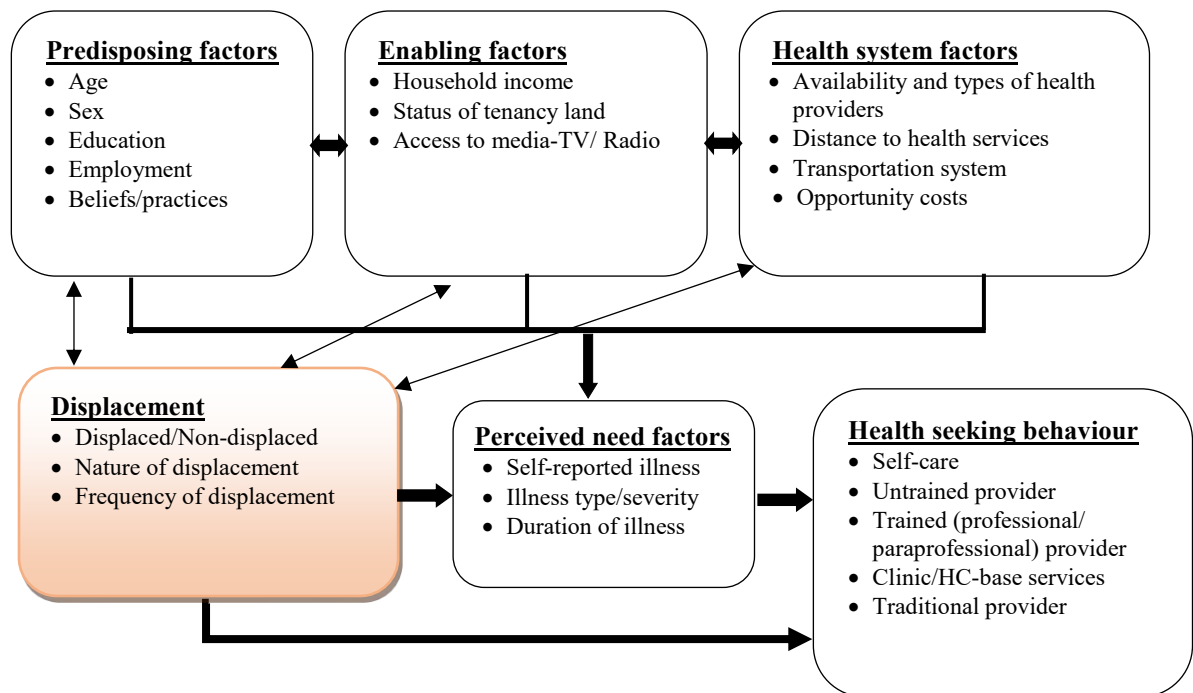 Predisposing factors
• Age
• Sex
• Education
• Employment
• Beliefs/practices
Enabling factors
• Household income
• Status of tenancy land
• Access to media-TV/ Radio
Health system factors
• Availability and types of health
providers
• Distance to health services
• Transportation system
• Opportunity costs
Displacement
• Displaced/Non-displaced
• Nature of displacement
• Frequency of displacement
Perceived need factors
• Self-reported illness
• Illness type/severity
• Duration of illness
Health seeking behaviour
• Self-care
• Untrained provider
• Trained (professional/
paraprofessional) provider
• Clinic/HC-base services
• Traditional provider